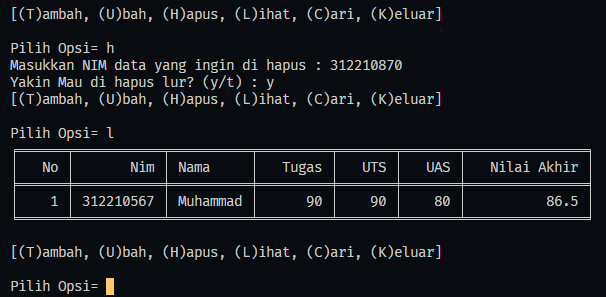 [(T)ambah, (U)bah, (H)apus, (L)ihat, (C)ari, (K)eluar]
Pilih Opsi= h
Masukkan NIM data yang ingin di hapus : 312210870
Yakin Mau di hapus lur? (y/t) : y
[(T)ambah, (U)bah, (H)apus, (L)ihat, (C)ari, (K)eluar]
Pilih Opsi= l
No Nim Nama Tugas UTS UAS Nilai Akhir
1 312210567 Muhammad 90 90 80 86.5
[(T)ambah, (U)bah, (H)apus, (L)ihat, (C)ari, (K)eluar]
Pilih Opsi=